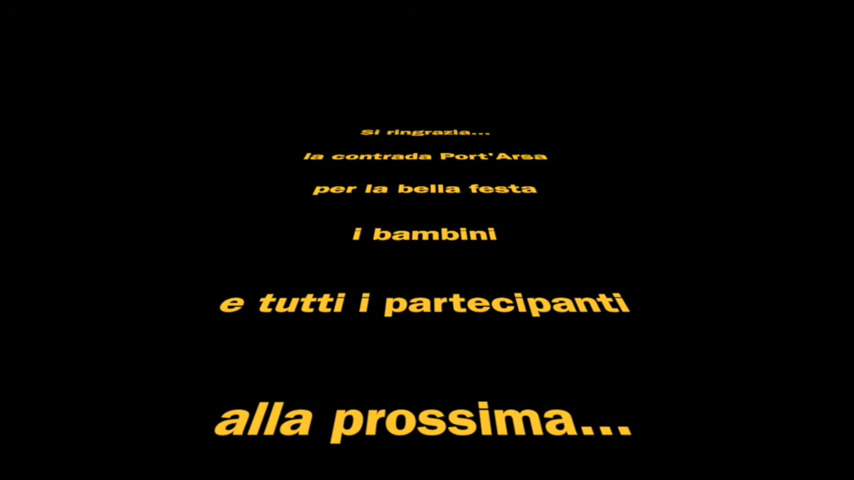 Si ringrazia...
la contrada Port'Arsa
per la bella festa
i bambini
e tutti i partecipanti
alla prossima...